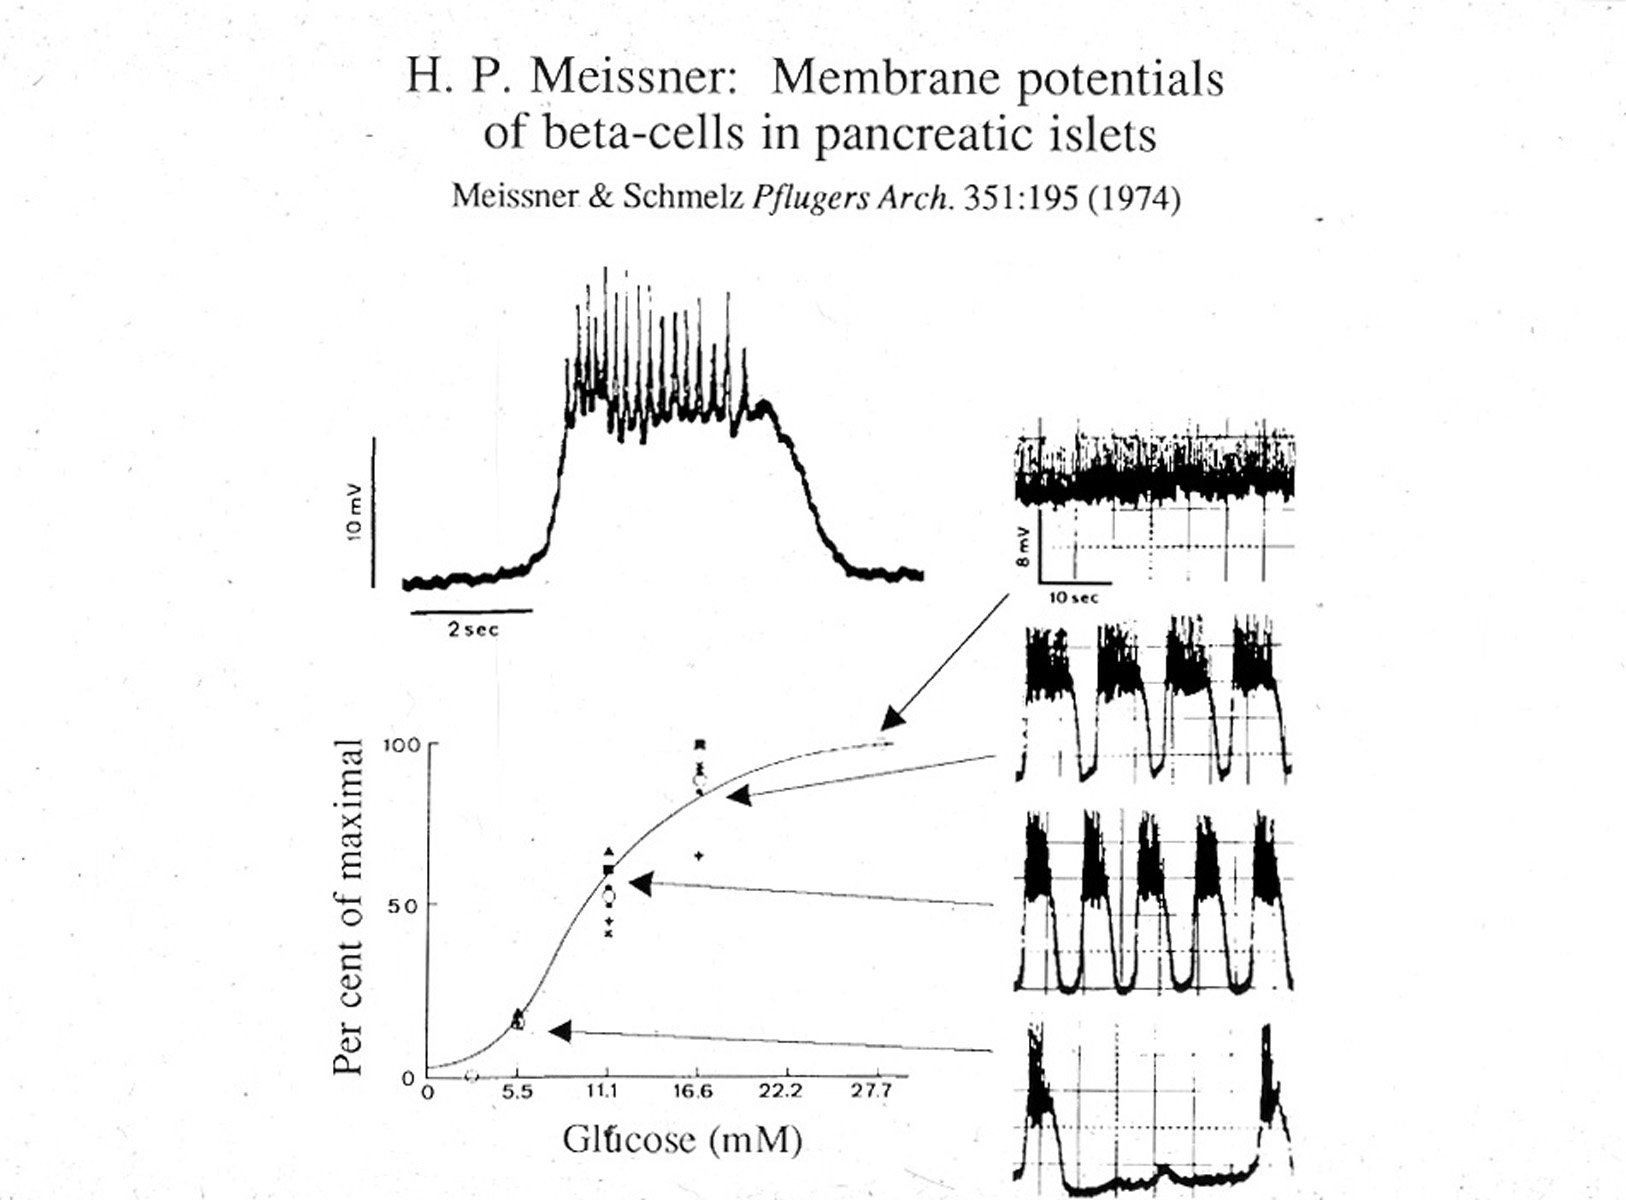 H. P. Meissner: Membrane potentials
of beta-cells in pancreatic islets
Meissner & Schmelz Pflugers Arch. 351:195 (1974)
10 mV
2 sec
8 mV
10 sec
Per cent of maximal
100
50
0
0 5.5 11.1 16.6 22.2 27.7
Glucose (mM)